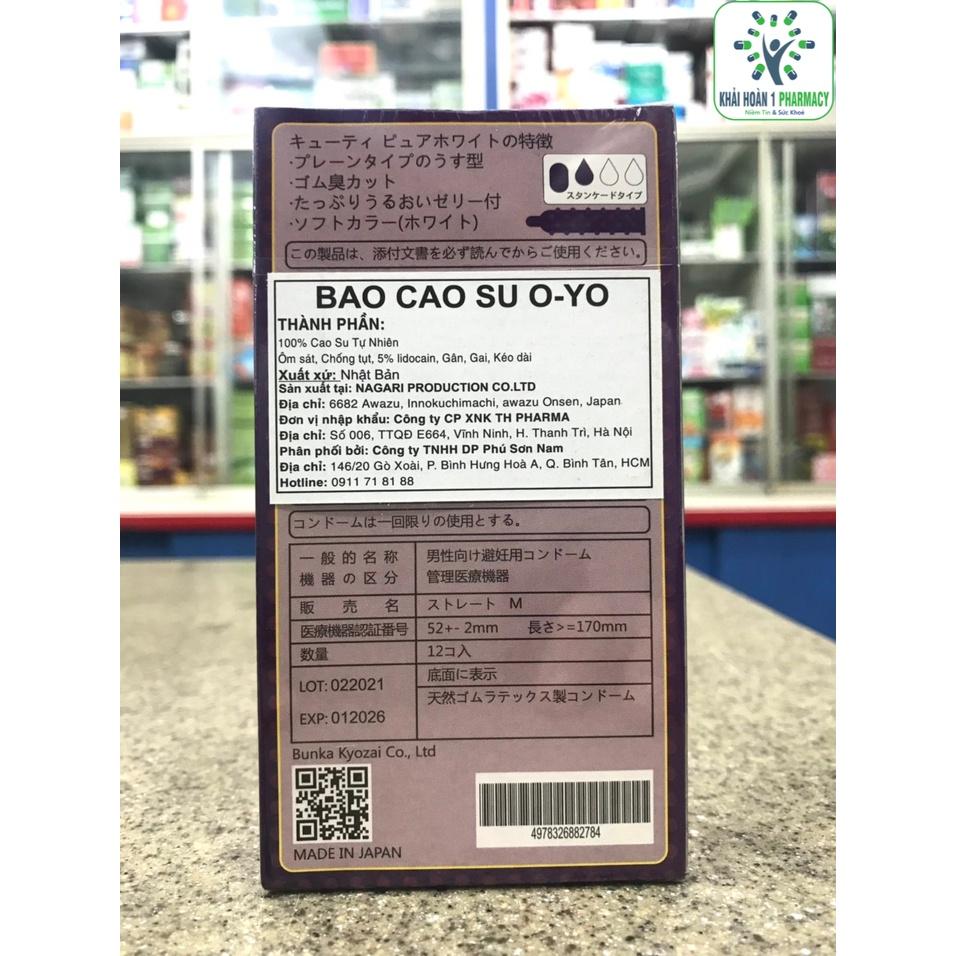 KHẢI HOÀN 1 PHARMACY
Niềm Tin & Sức Khoẻ
キューティ ピュアホワイトの特徴
・プレーンタイプのうす型
・ゴム臭カット
・たっぷりうるおいゼリー付
・ソフトカラー(ホワイト)
スタンケードタイプ
この製品は、添付文書を必ず読んでからご使用ください。
BAO CAO SU O-YO
THÀNH PHẦN:
100% Cao Su Tự Nhiên
Ôm sát, Chống tụt, 5% lidocain, Gân, Gai, Kéo dài
Xuất xứ: Nhật Bản
Sản xuất tại: NAGARI PRODUCTION CO.LTD
Địa chỉ: 6682 Awazu, Innokuchimachi, awazu Onsen, Japan
Đơn vị nhập khẩu: Công ty CP XNK TH PHARMA
Địa chỉ: Số 006, TTQĐ E664, Vĩnh Ninh, H. Thanh Trì, Hà Nội
Phân phối bởi: Công ty TNHH DP Phú Sơn Nam
Địa chỉ: 146/20 Gò Xoài, P. Bình Hưng Hoà A, Q. Bình Tân, HCM
Hotline: 0911 71 81 88
コンドームは一回限りの使用とする。
一般的名称 男性向け避妊用コンドーム
機器の区分 管理医療機器
販売名 ストレート M
医療機器認証番号 52+- 2mm 長さ>=170mm
数量 12コ入
LOT: 022021 底面に表示
天然ゴムラテックス製コンドーム
EXP: 012026
Bunka Kyozai Co., Ltd
4978326882784
MADE IN JAPAN